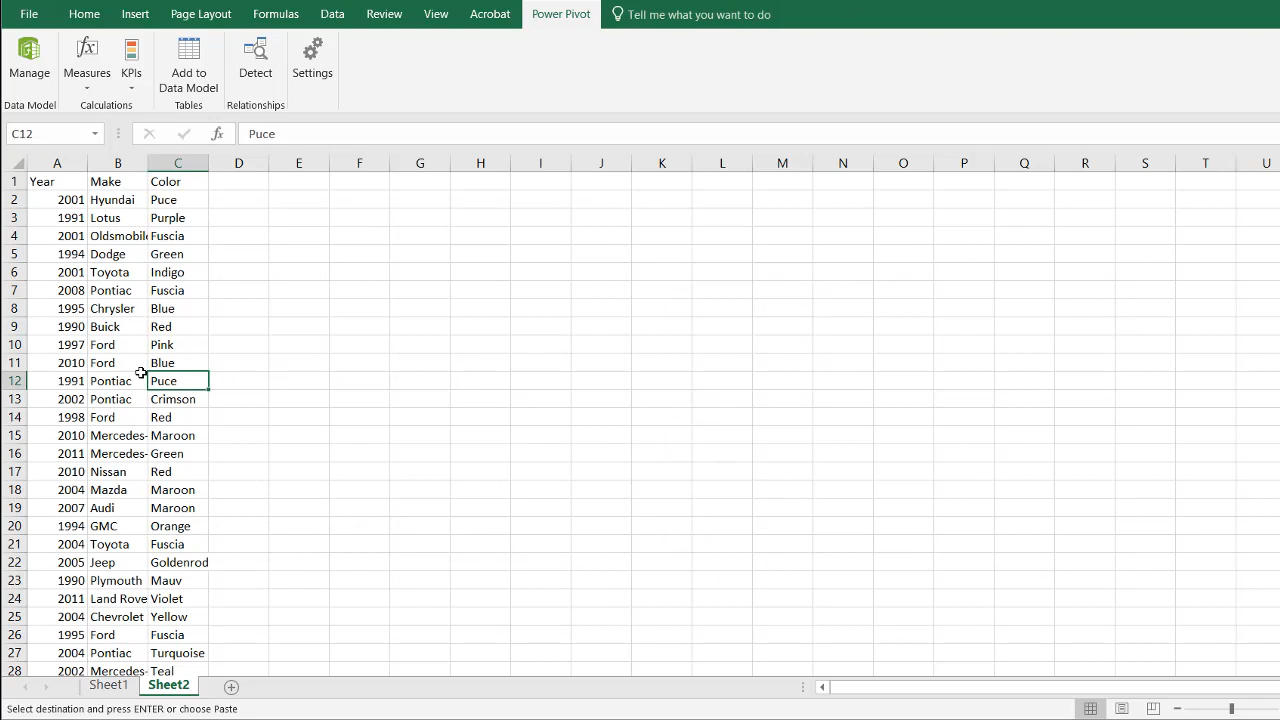 File Home Insert Page Layout Formulas Data Review View Acrobat Power Pivot Tell me what you want to do
Manage Measures KPIs Add to Data Model Detect Settings
Data Model Calculations Tables Relationships
C12 fx Puce
A B C D E F G H I J K L M N O P Q R S T U
1 Year Make Color
2 2001 Hyundai Puce
3 1991 Lotus Purple
4 2001 Oldsmobile Fuscia
5 1994 Dodge Green
6 2001 Toyota Indigo
7 2008 Pontiac Fuscia
8 1995 Chrysler Blue
9 1990 Buick Red
10 1997 Ford Pink
11 2010 Ford Blue
12 1991 Pontiac Puce
13 2002 Pontiac Crimson
14 1998 Ford Red
15 2010 Mercedes- Maroon
16 2011 Mercedes- Green
17 2010 Nissan Red
18 2004 Mazda Maroon
19 2007 Audi Maroon
20 1994 GMC Orange
21 2004 Toyota Fuscia
22 2005 Jeep Goldenrod
23 1990 Plymouth Mauv
24 2011 Land Rove Violet
25 2004 Chevrolet Yellow
26 1995 Ford Fuscia
27 2004 Pontiac Turquoise
28 2002 Mercedes- Teal
Sheet1 Sheet2
Select destination and press ENTER or choose Paste